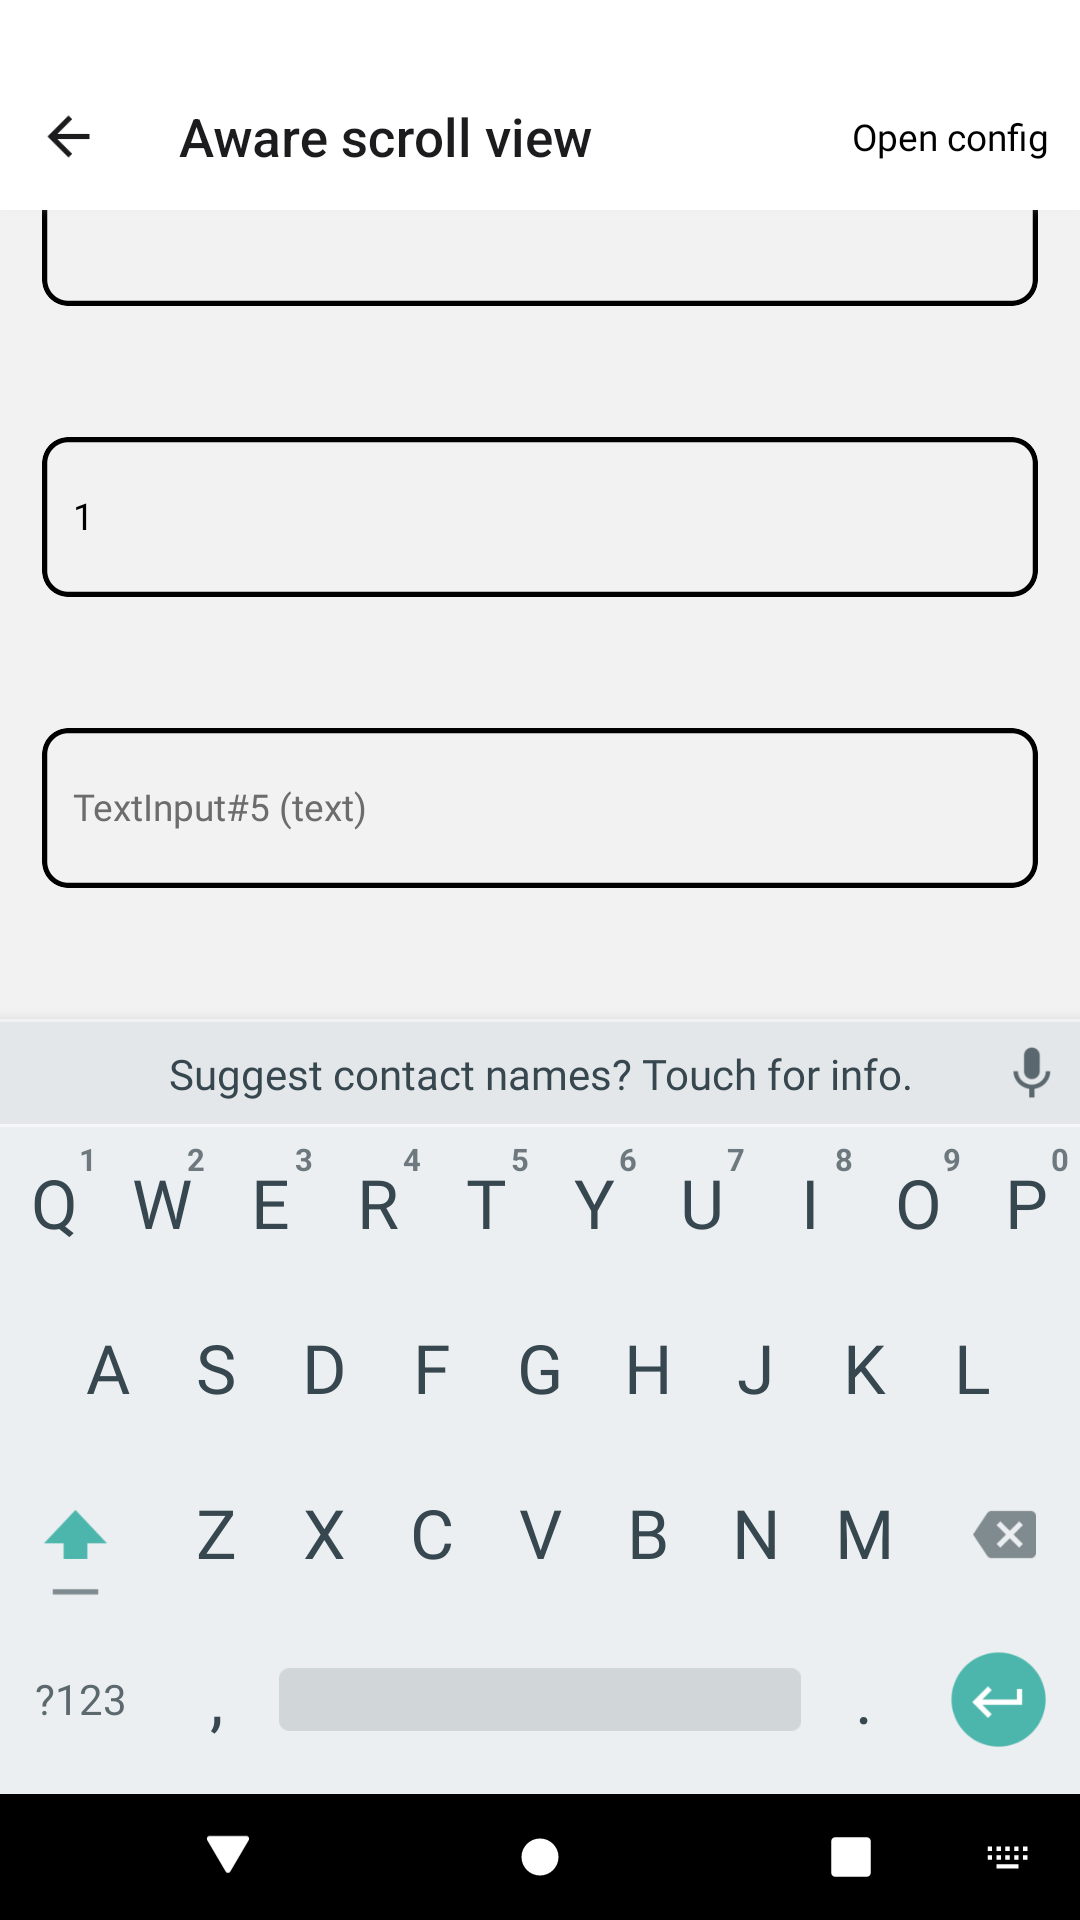 Aware scroll view
Open config
1
TextInput#5 (text)
Suggest contact names? Touch for info.
1 2 3 4 5 6 7 8 9 0
Q W E R T Y U I O P
A S D F G H J K L
Z X C V B N M
?123 , .